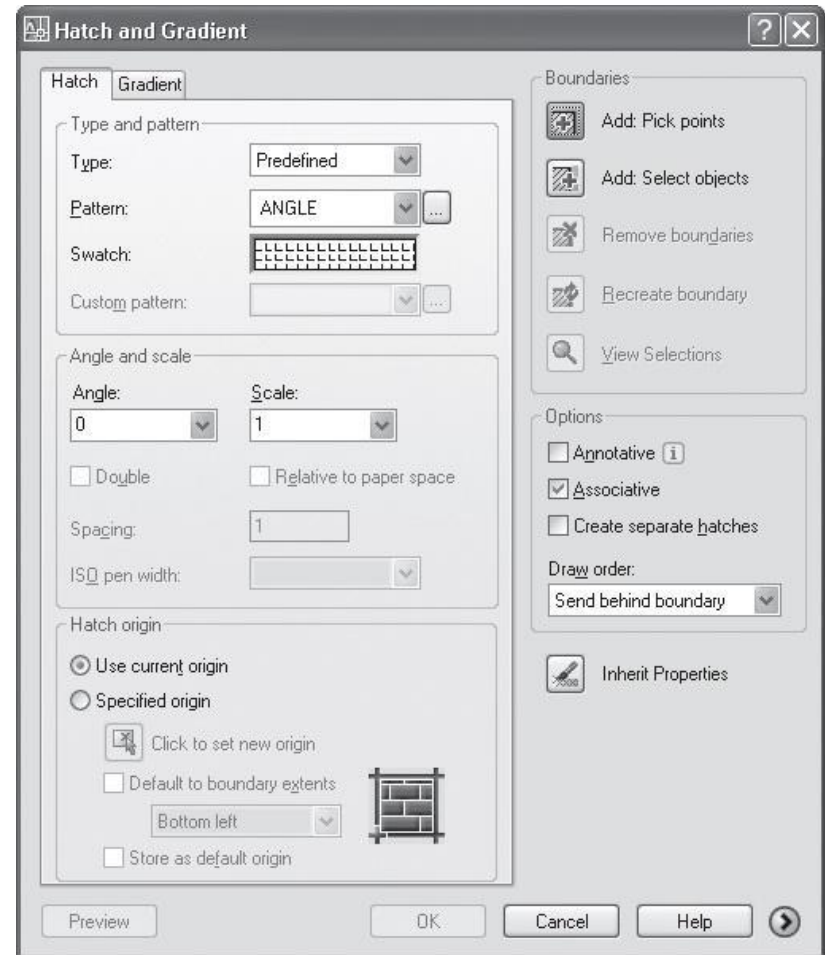 Hatch and Gradient
Hatch
Gradient
Type and pattern
Type:
Predefined
Pattern:
ANGLE
...
Swatch:
Custom pattern:
...
Angle and scale
Angle:
Scale:
0
1
Double
Relative to paper space
Spacing:
1
ISO pen width:
Hatch origin
Use current origin
Specified origin
Click to set new origin
Default to boundary extents
Bottom left
Store as default origin
Boundaries
Add: Pick points
Add: Select objects
Remove boundaries
Recreate boundary
View Selections
Options
Annotative
Associative
Create separate hatches
Draw order:
Send behind boundary
Inherit Properties
Preview
OK
Cancel
Help